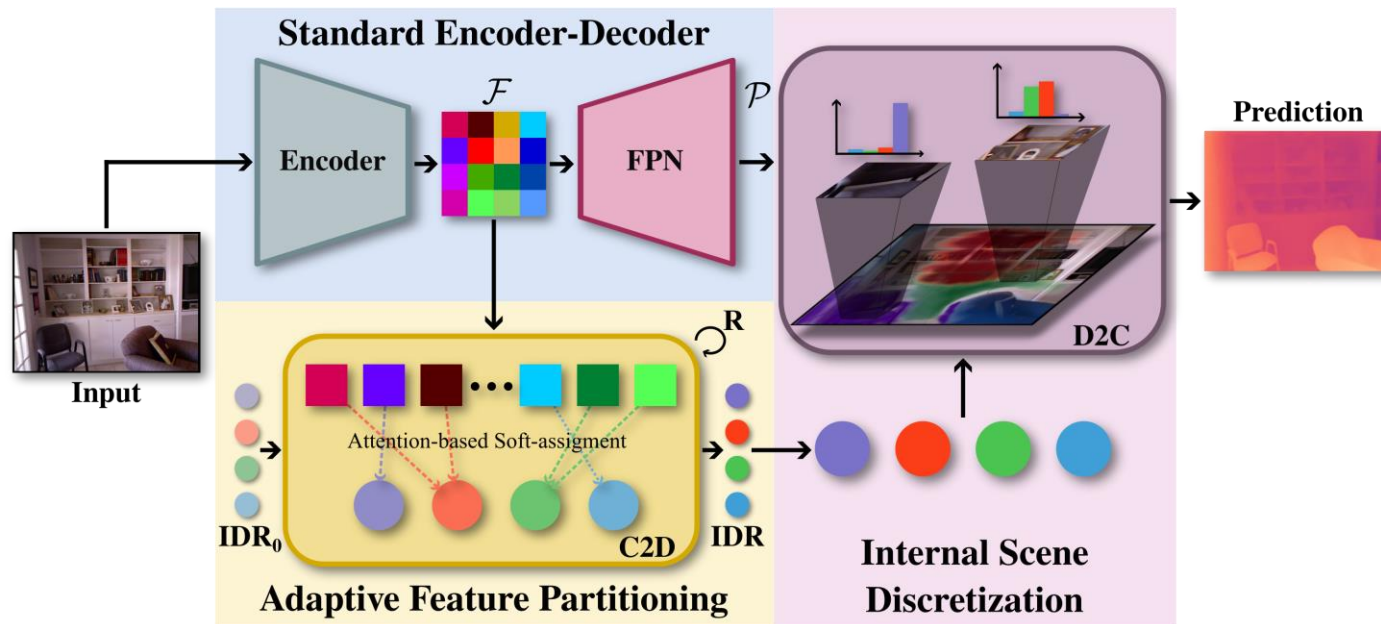 Standard Encoder-Decoder
Encoder
F
FPN
P
D2C
Prediction
Input
R
Attention-based Soft-assigment
C2D
IDR₀
IDR
Adaptive Feature Partitioning
Internal Scene
Discretization